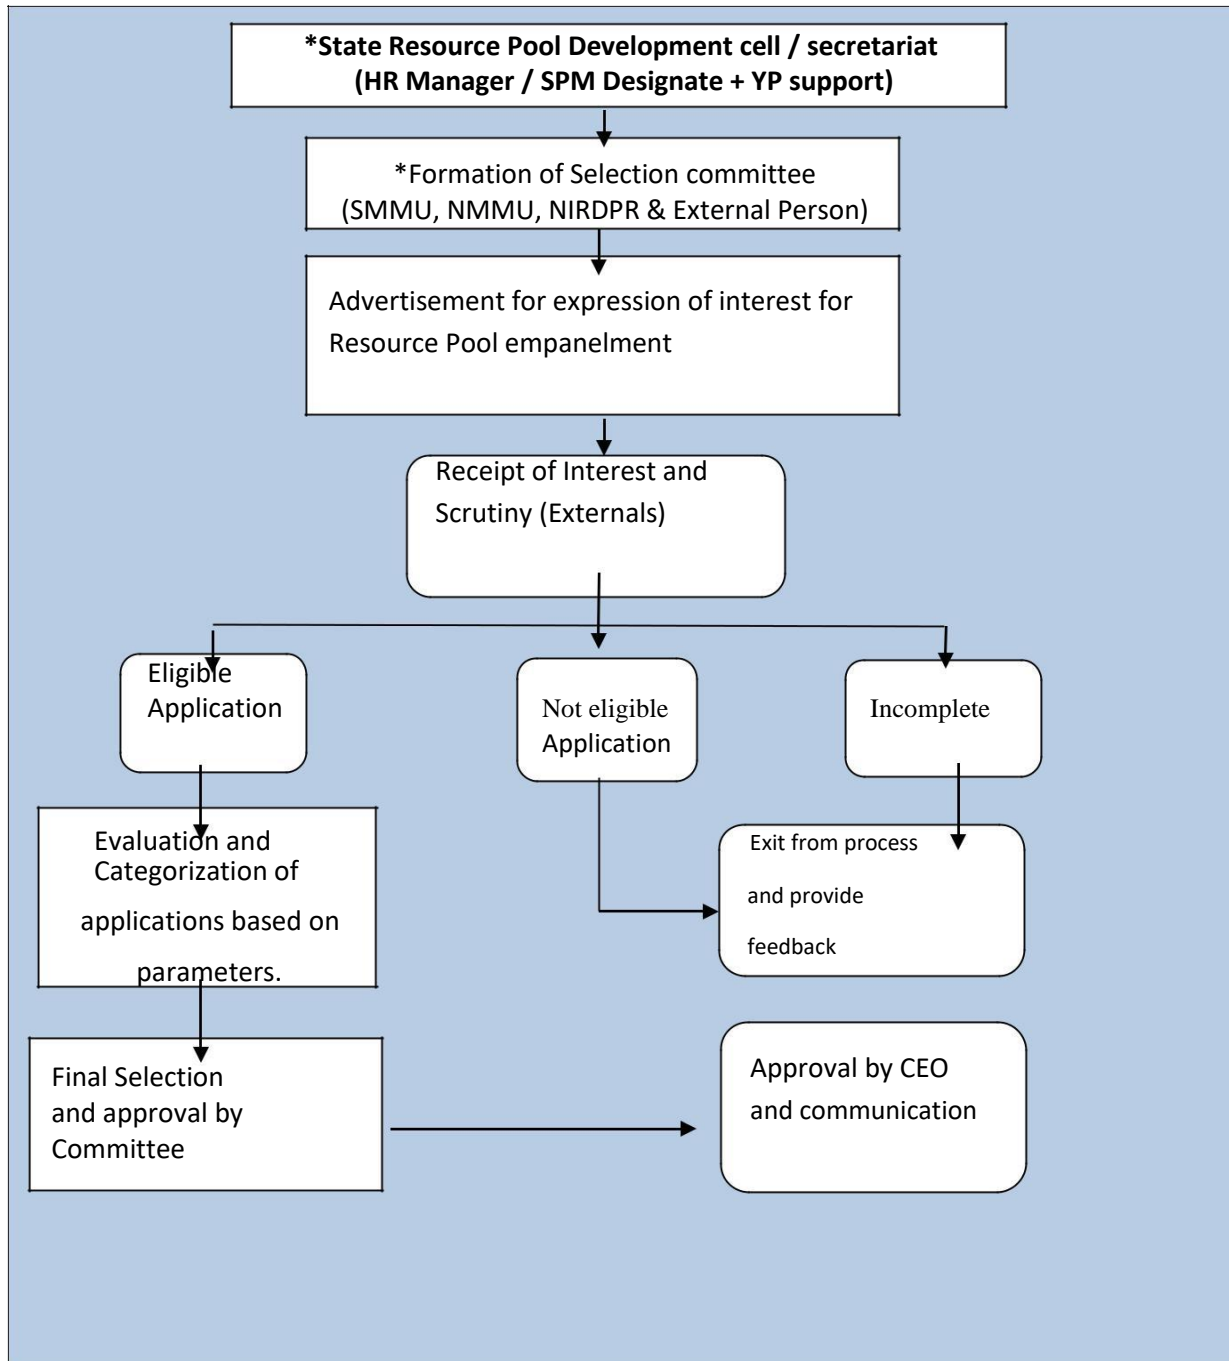 *State Resource Pool Development cell / secretariat
(HR Manager / SPM Designate + YP support)
*Formation of Selection committee
(SMMU, NMMU, NIRDPR & External Person)
Advertisement for expression of interest for
Resource Pool empanelment
Receipt of Interest and
Scrutiny (Externals)
Eligible
Application
Not eligible
Application
Incomplete
Evaluation and
Categorization of
applications based on
parameters.
Exit from process
and provide
feedback
Final Selection
and approval by
Committee
Approval by CEO
and communication